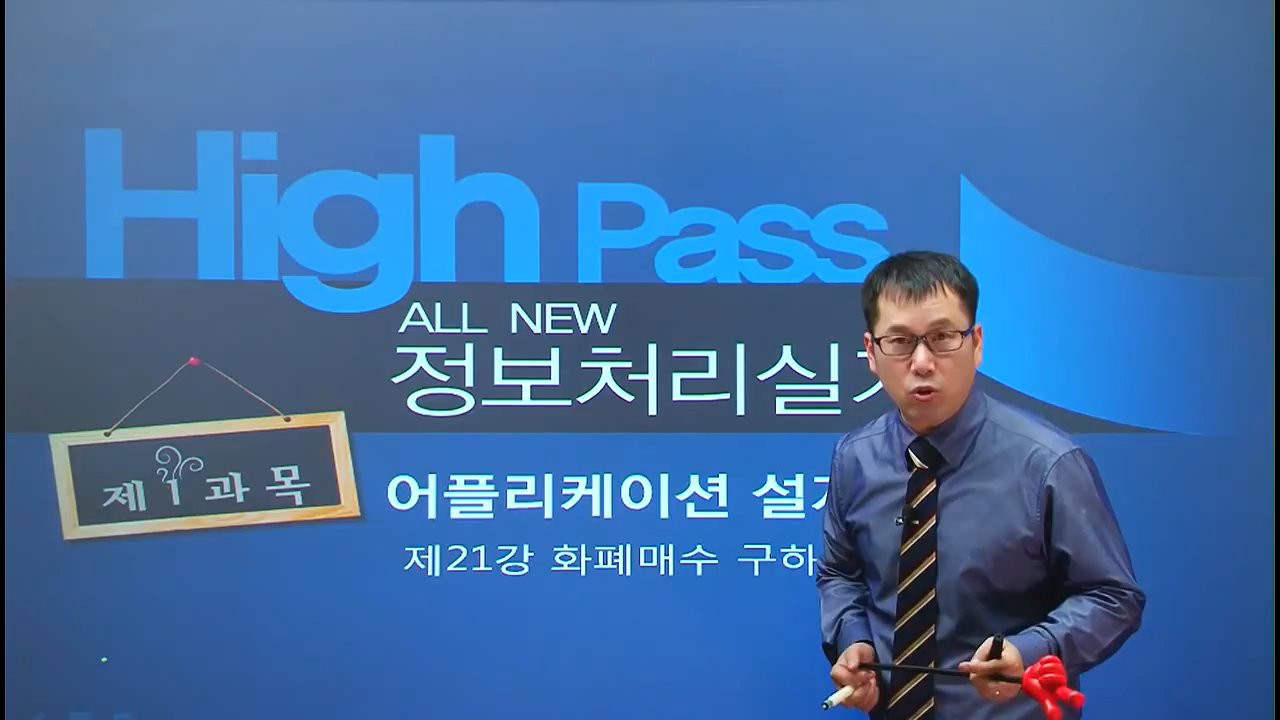 High Pass
ALL NEW
정보처리실
제1과목
어플리케이션 설
제21강 화폐매수 구하